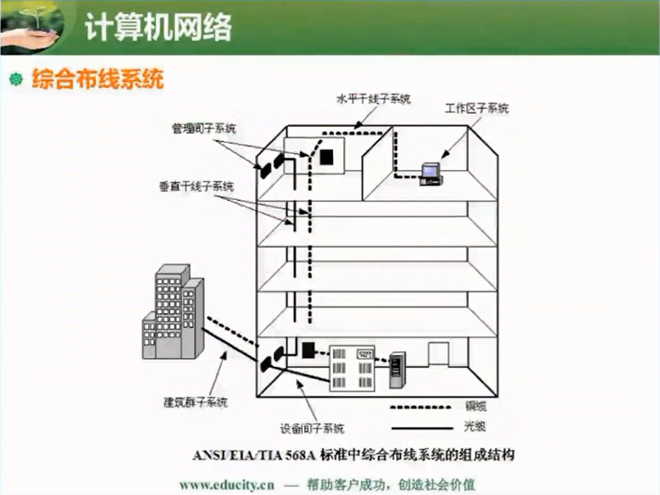 计算机网络
综合布线系统
水平干线子系统
工作区子系统
管理间子系统
垂直干线子系统
建筑群子系统
设备间子系统
铜缆
光缆
ANSI/EIA/TIA 568A 标准中综合布线系统的组成结构
www.educity.cn — 帮助客户成功，创造社会价值